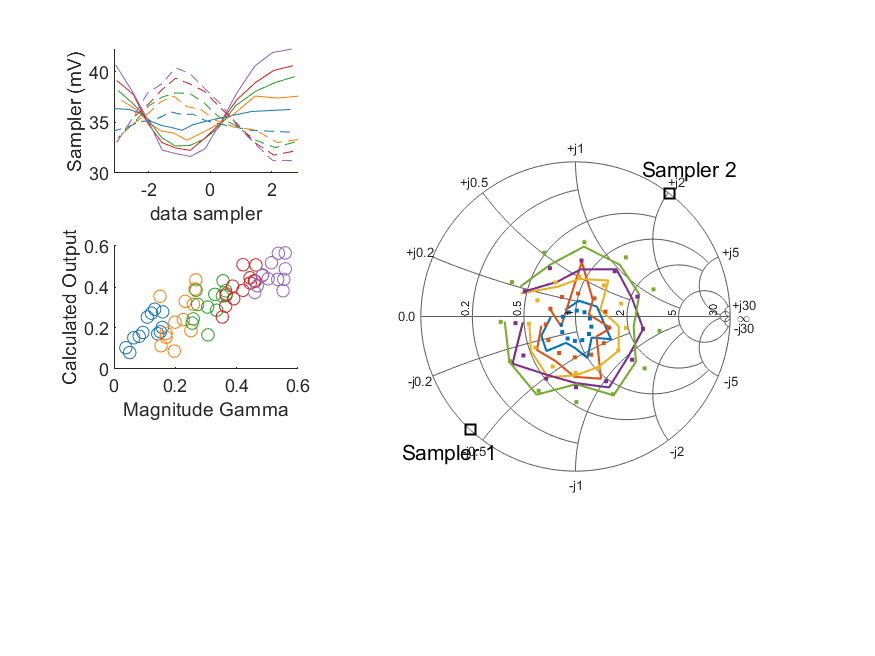 40
35
30
Sampler (mV)
-2 0 2
data sampler
0.6
0.4
0.2
0
Calculated Output
0 0.2 0.4 0.6
Magnitude Gamma
+j1
Sampler 2
+j0.5
+j2
+j0.2
+j5
0.0
0.2
0.5
1
2
5
30
+j30
∞
-j30
-j0.2
-j5
Sampler 1
-j0.5
-j2
-j1